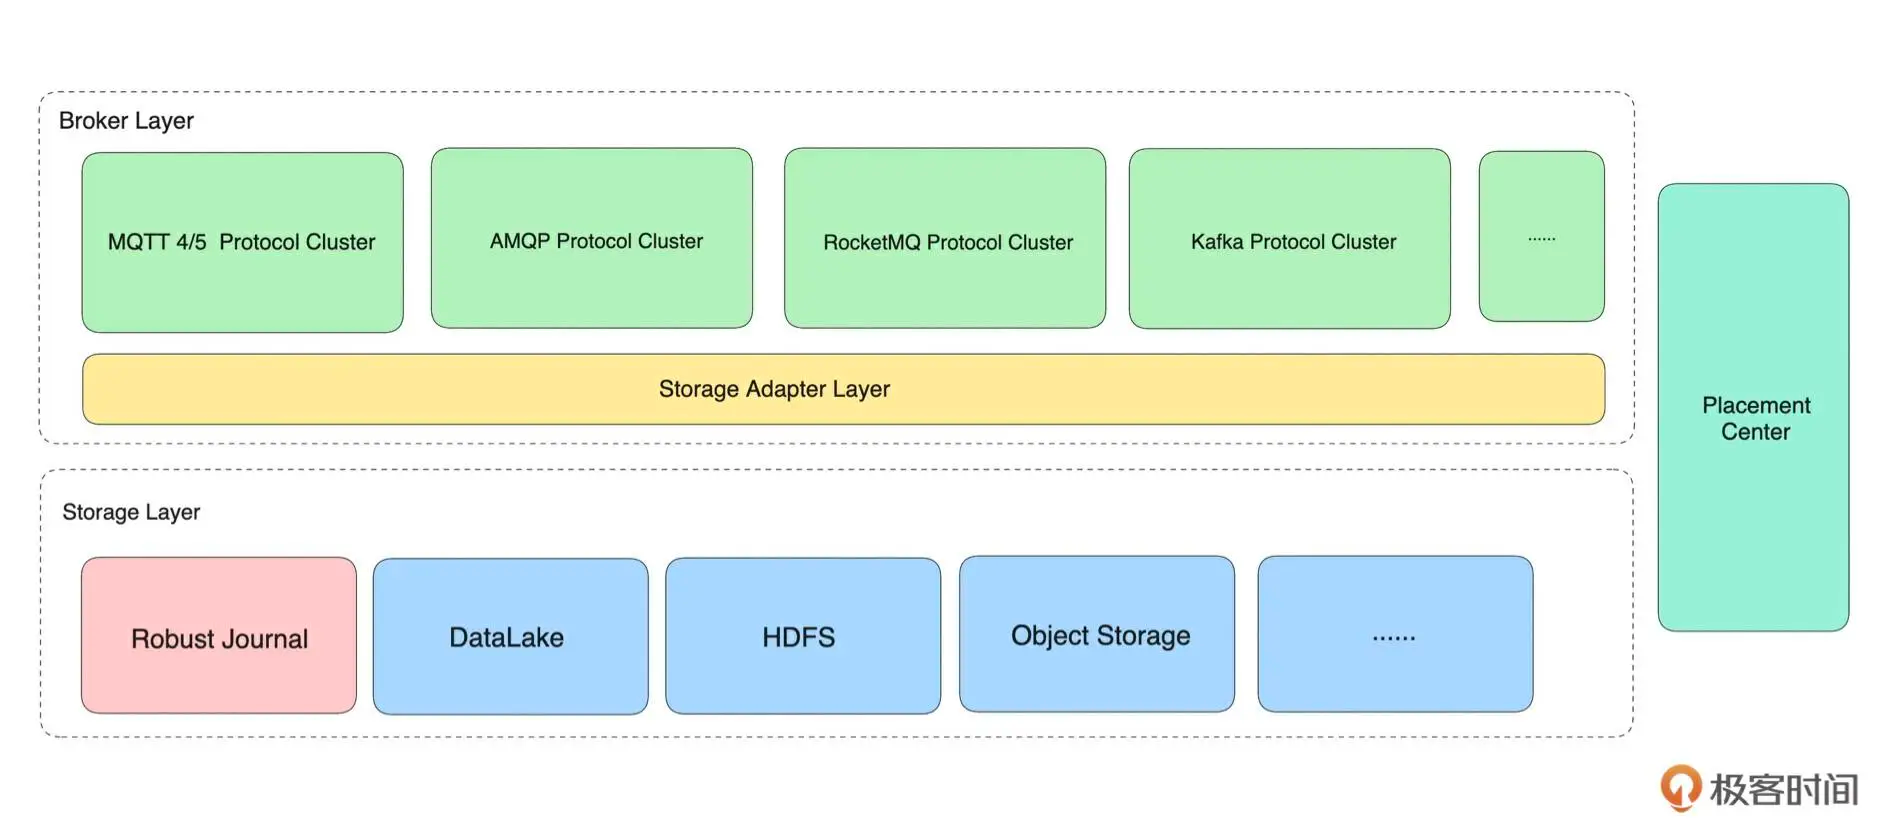 Broker Layer
MQTT 4/5  Protocol Cluster
AMQP Protocol Cluster
RocketMQ Protocol Cluster
Kafka Protocol Cluster
......
Storage Adapter Layer
Placement
Center
Storage Layer
Robust Journal
DataLake
HDFS
Object Storage
......
极客时间